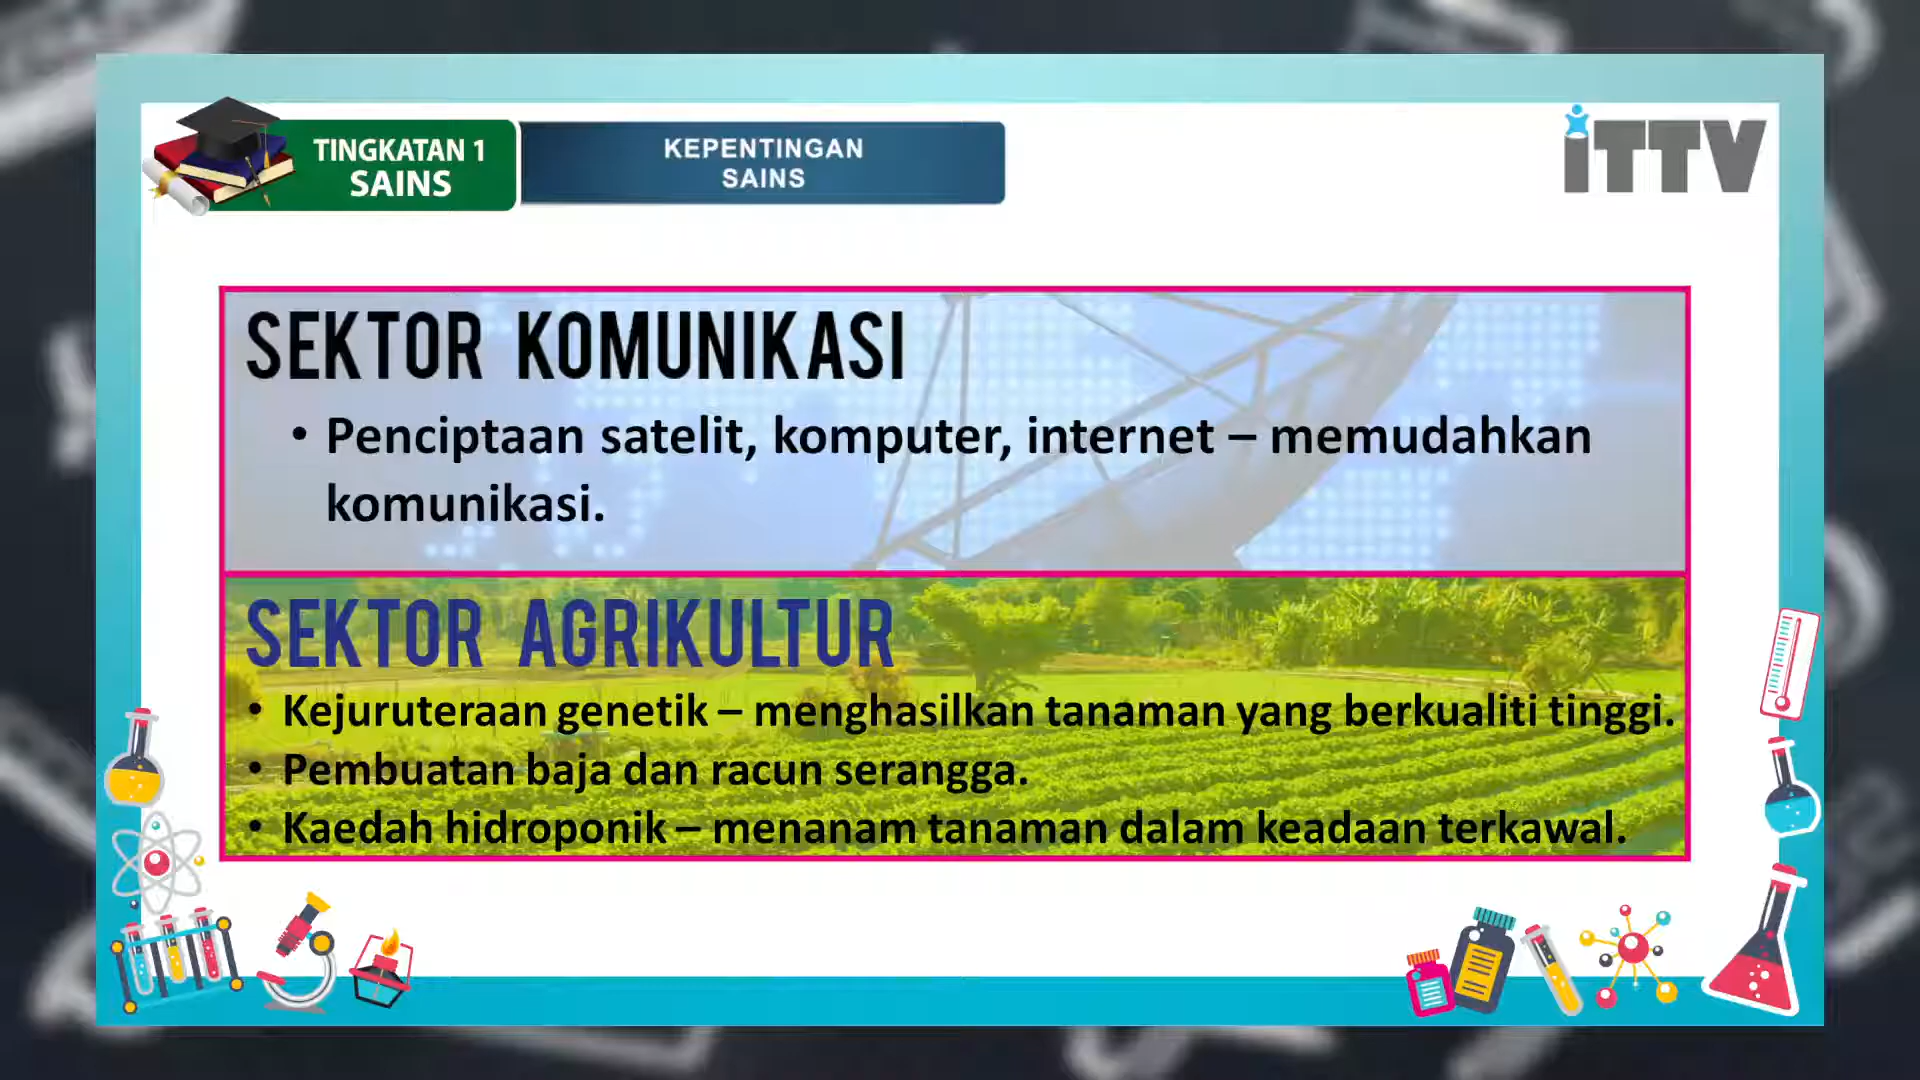 TINGKATAN 1
SAINS
KEPENTINGAN
SAINS
iTTV
SEKTOR KOMUNIKASI
• Penciptaan satelit, komputer, internet – memudahkan
komunikasi.
SEKTOR AGRIKULTUR
• Kejuruteraan genetik – menghasilkan tanaman yang berkualiti tinggi.
• Pembuatan baja dan racun serangga.
• Kaedah hidroponik – menanam tanaman dalam keadaan terkawal.